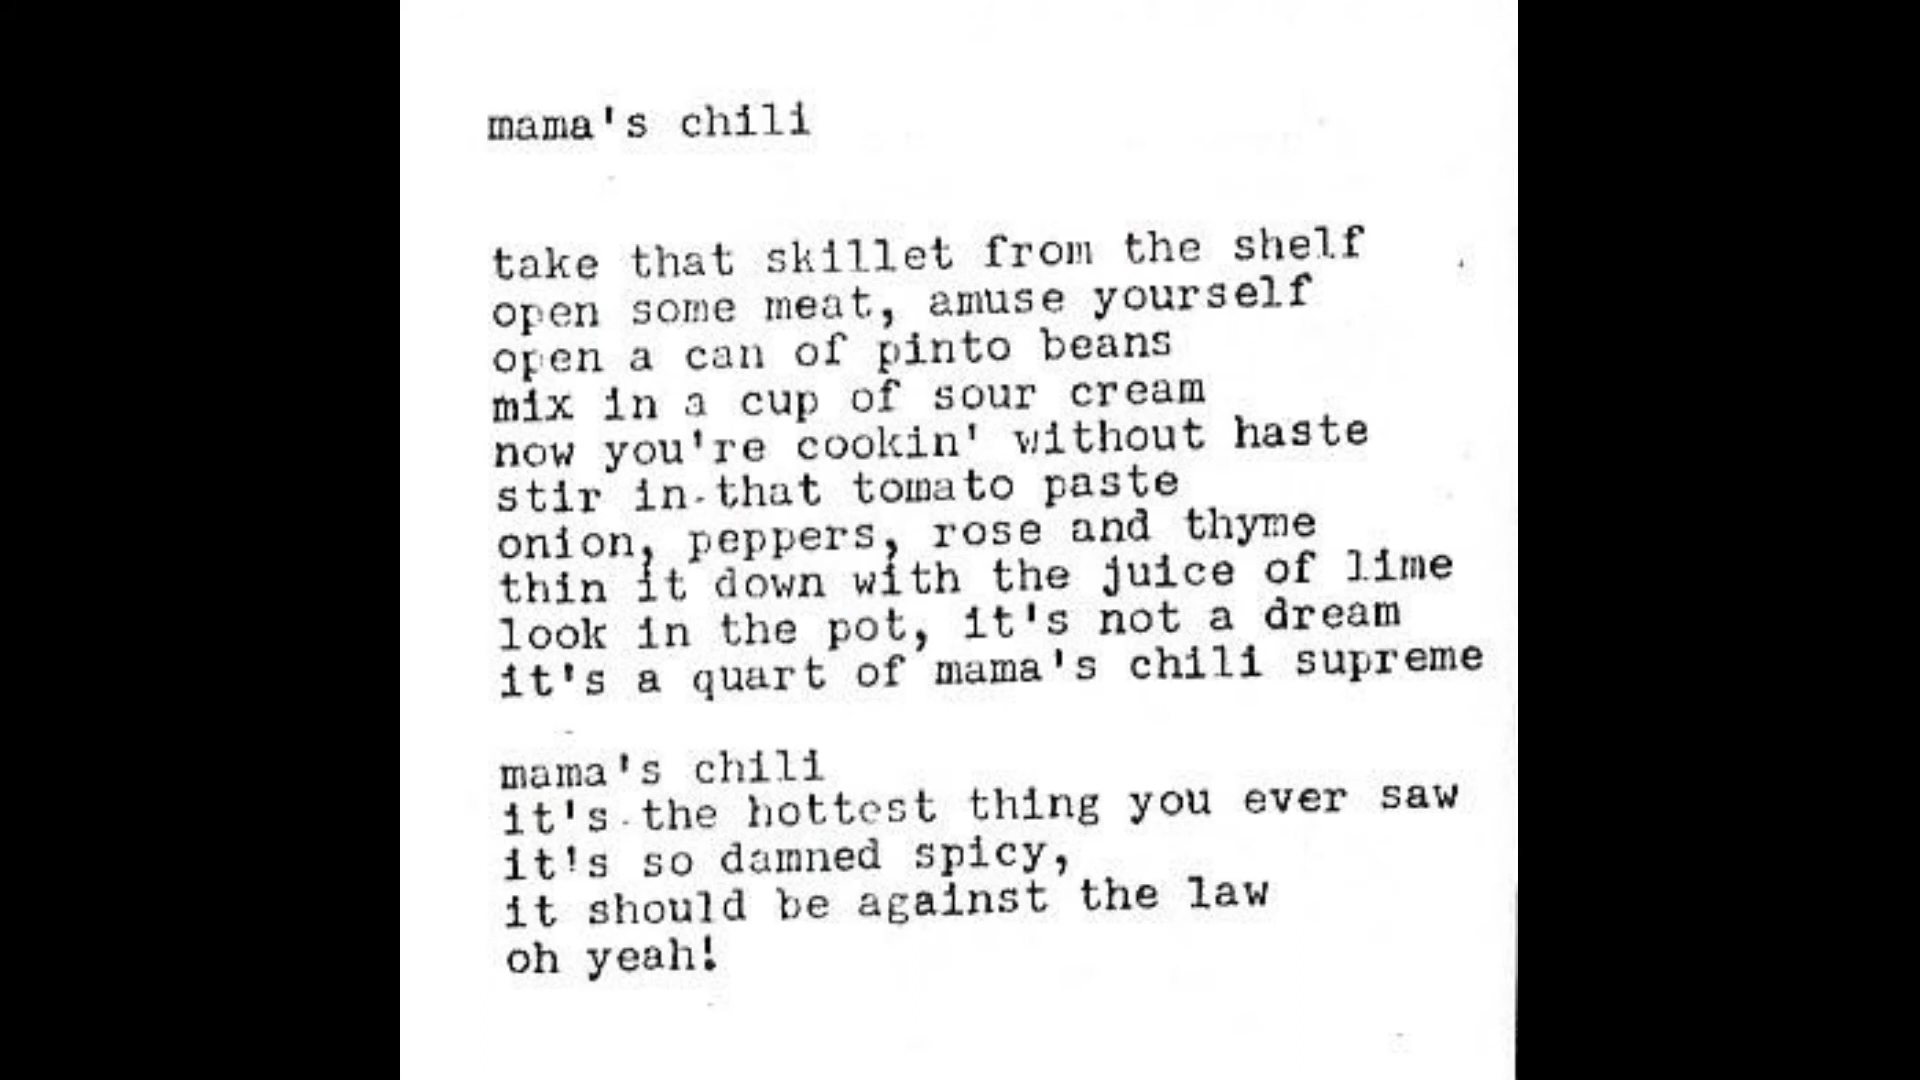 mama's chili
take that skillet from the shelf
open some meat, amuse yourself
open a can of pinto beans
mix in a cup of sour cream
now you're cookin' without haste
stir in that tomato paste
onion, peppers, rose and thyme
thin it down with the juice of lime
look in the pot, it's not a dream
it's a quart of mama's chili supreme
mama's chili
it's the hottest thing you ever saw
it's so damned spicy,
it should be against the law
oh yeah!